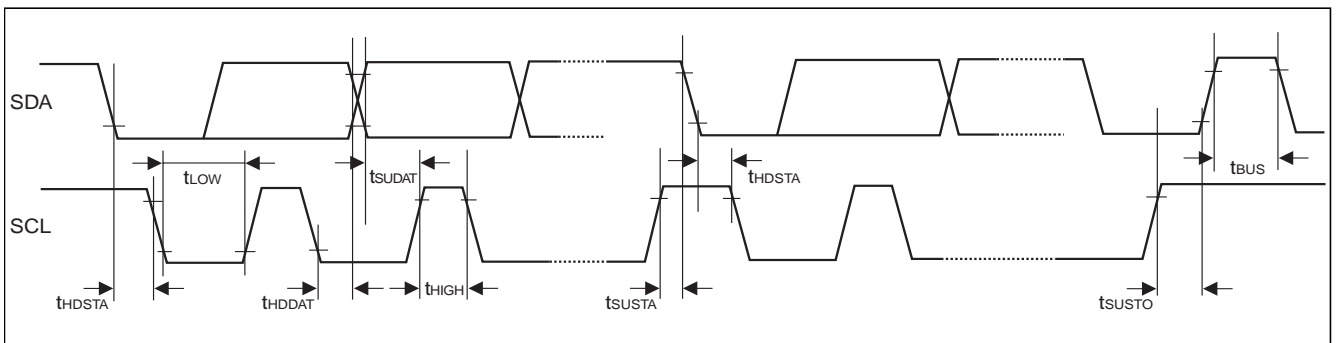 SDA
tLOW
tSUDAT
tHDSTA
tBUS
SCL
tHDSTA
tHDDAT
tHIGH
tSUSTA
tSUSTO